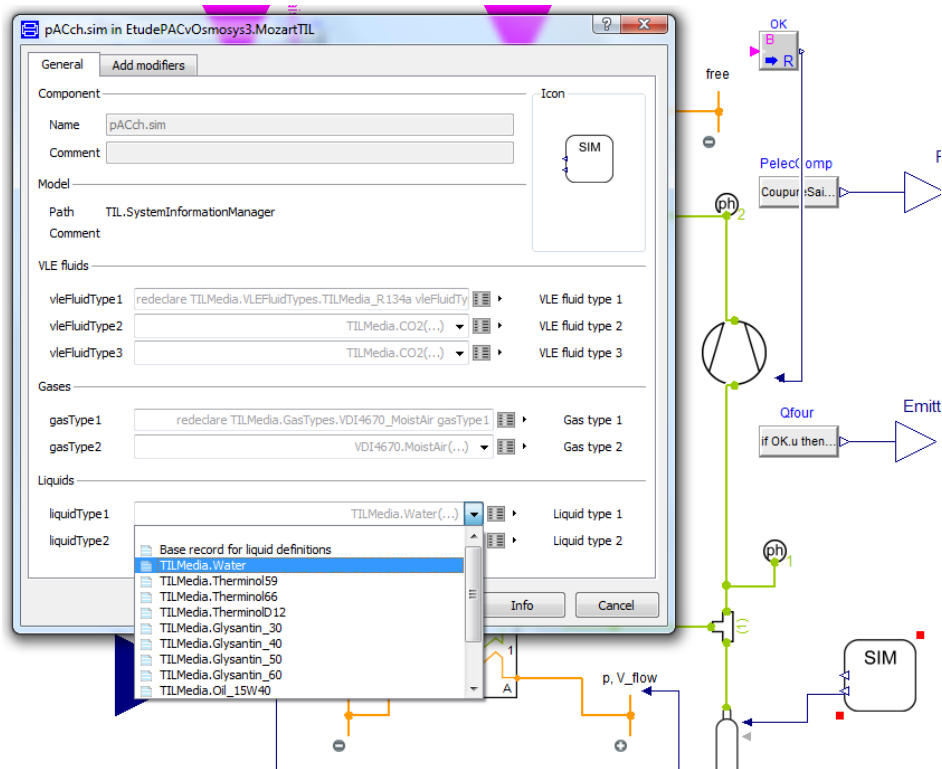 pACch.sim in EtudePACvOsmosys3.MozartTIL
?
General
Add modifiers
Component
Name
pACch.sim
Comment
Icon
SIM
Model
Path
TIL.SystemInformationManager
Comment
VLE fluids
vleFluidType1
redeclare TILMedia.VLEFluidTypes.TILMedia_R134a vleFluidTy
VLE fluid type 1
vleFluidType2
TILMedia.CO2(...)
VLE fluid type 2
vleFluidType3
TILMedia.CO2(...)
VLE fluid type 3
Gases
gasType1
redeclare TILMedia.GasTypes.VDI4670_MoistAir gasType1
Gas type 1
gasType2
VDI4670.MoistAir(...)
Gas type 2
Liquids
liquidType1
TILMedia.Water(...)
Liquid type 1
liquidType2
Liquid type 2
Base record for liquid definitions
TILMedia.Water
TILMedia.Therminol59
TILMedia.Therminol66
TILMedia.TherminolD12
TILMedia.Glysantin_30
TILMedia.Glysantin_40
TILMedia.Glysantin_50
TILMedia.Glysantin_60
TILMedia.Oil_15W40
Info
Cancel
OK
B
R
free
PelecComp
CoupureSai...
ph
2
Qfour
if OK.u then...
Emitt
ph
1
SIM
1
A
p, V_flow